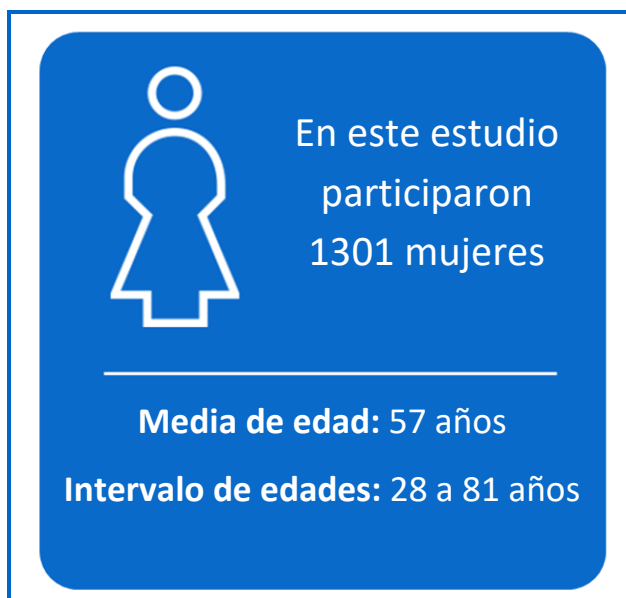 En este estudio
participaron
1301 mujeres
Media de edad: 57 años
Intervalo de edades: 28 a 81 años